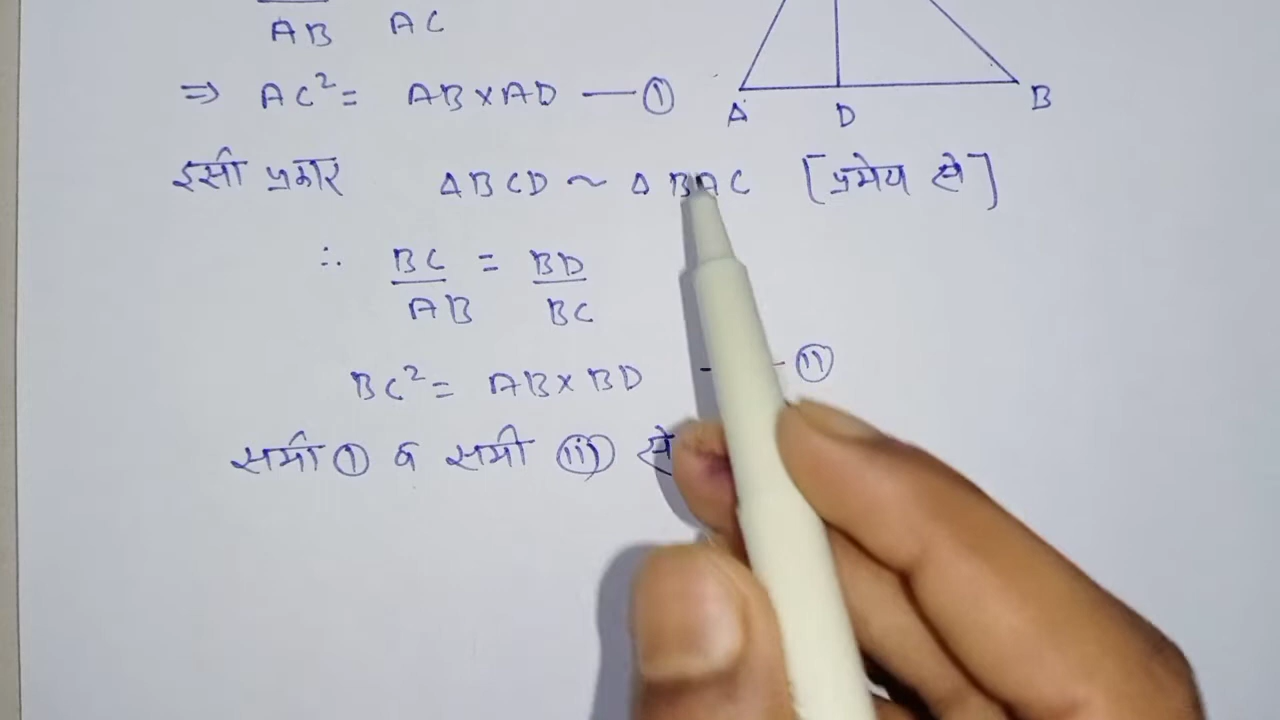 AB AC
⇒ AC² = AB × AD — ①
A D B
इसी प्रकार ΔBCD ~ ΔBAC [प्रमेय से]
∴ BC = BD
AB BC
BC² = AB × BD — (ii)
समी ① व समी (iii) से